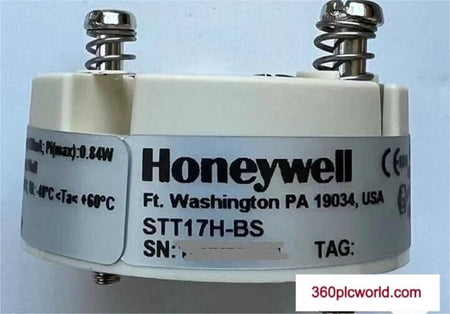 Pi(max):0.84W
-40°C <Ta< +60°C
Honeywell
Ft. Washington PA 19034, USA
STT17H-BS
SN: TAG:
CE
360plcworld.com